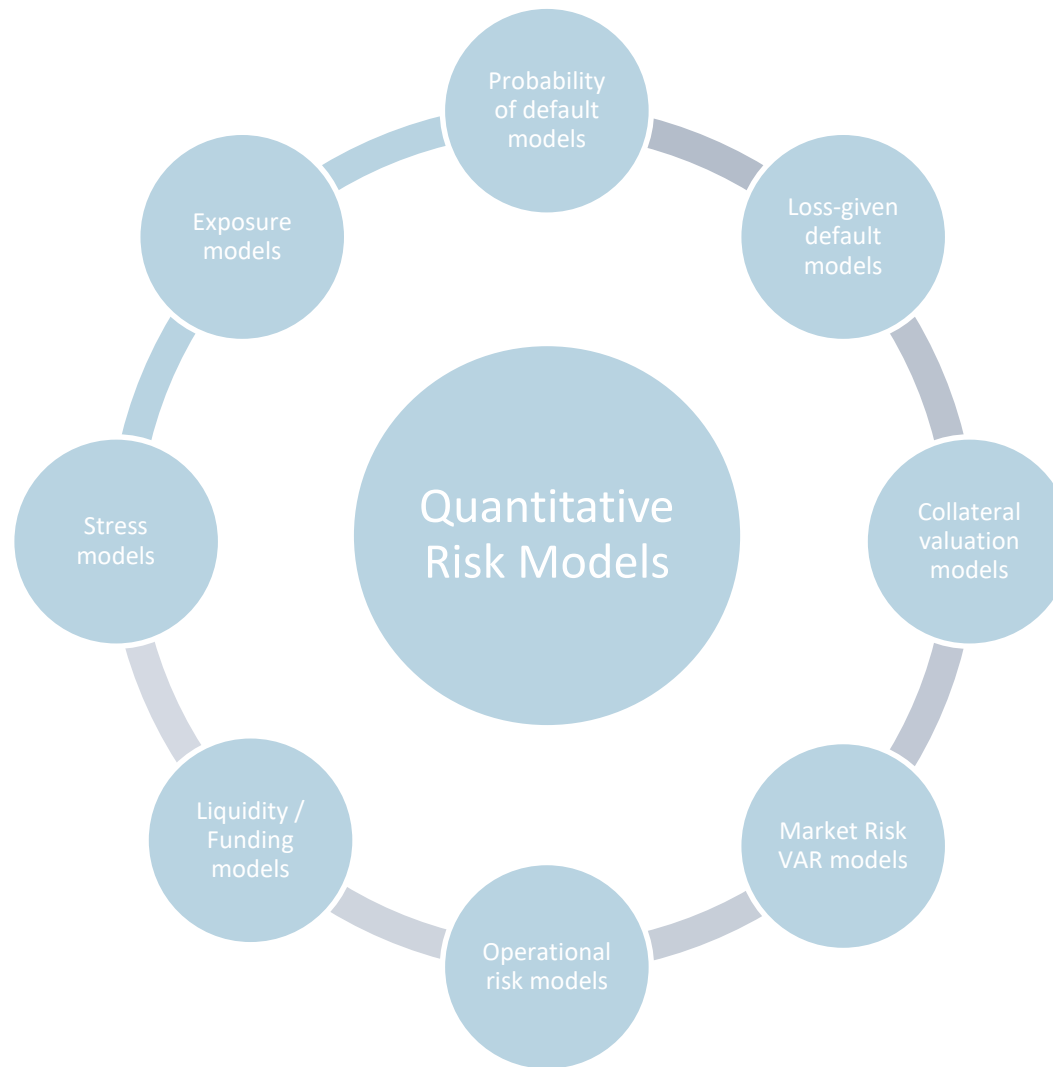 Probability
of default
models
Loss-given
default
models
Collateral
valuation
models
Market Risk
VAR models
Operational
risk models
Liquidity /
Funding
models
Stress
models
Exposure
models
Quantitative
Risk Models